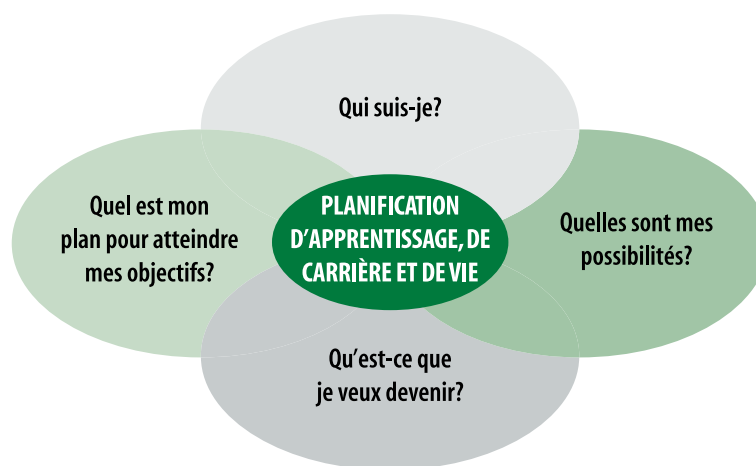 Qui suis-je?
Quel est mon
plan pour atteindre
mes objectifs?
PLANIFICATION
D'APPRENTISSAGE, DE
CARRIÈRE ET DE VIE
Quelles sont mes
possibilités?
Qu'est-ce que
je veux devenir?